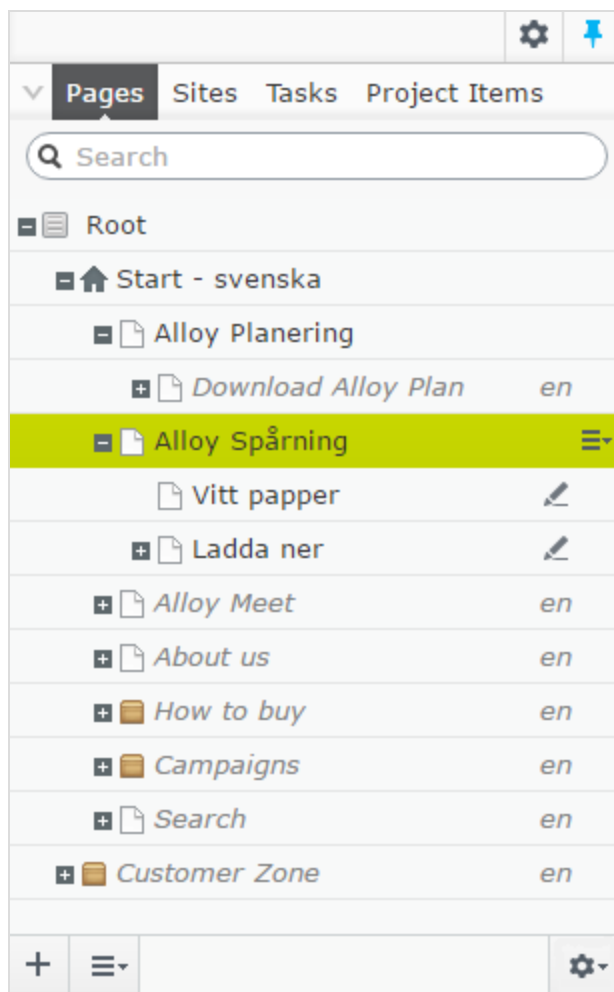 Pages Sites Tasks Project Items
Search
Root
Start - svenska
Alloy Planering
Download Alloy Plan en
Alloy Spårning
Vitt papper
Ladda ner
Alloy Meet en
About us en
How to buy en
Campaigns en
Search en
Customer Zone en